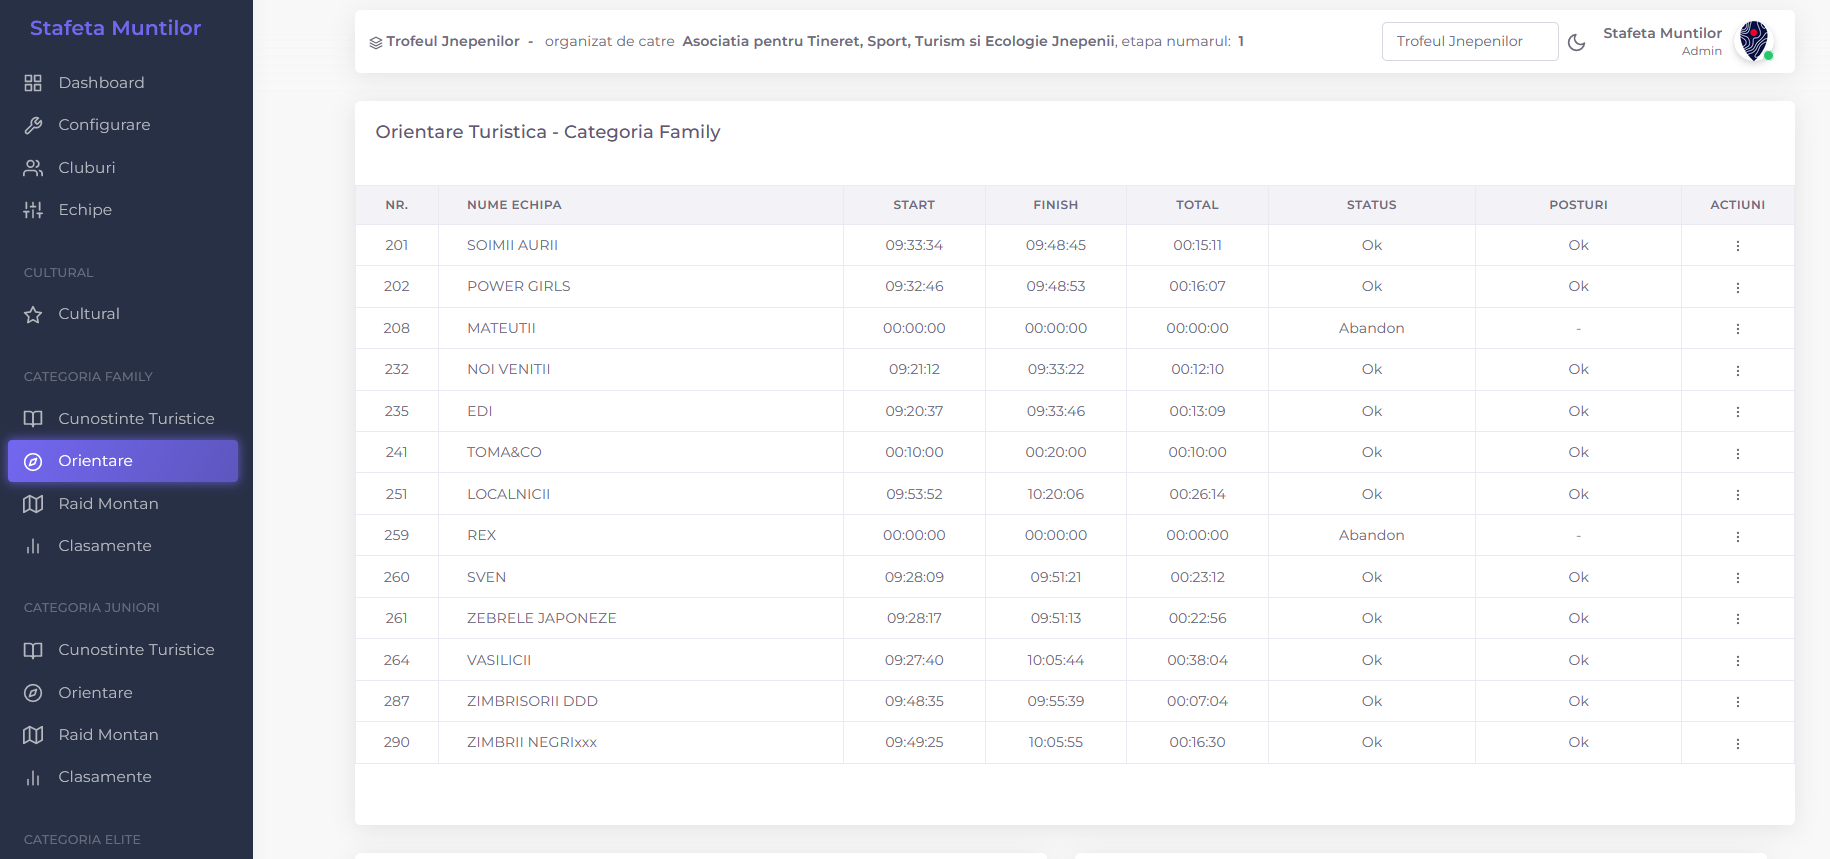 Stafeta Muntilor
Dashboard
Configurare
Cluburi
Echipe
CULTURAL
Cultural
CATEGORIA FAMILY
Cunostinte Turistice
Orientare
Raid Montan
Clasamente
CATEGORIA JUNIORI
Cunostinte Turistice
Orientare
Raid Montan
Clasamente
CATEGORIA ELITE
Trofeul Jnepenilor - organizat de catre Asociatia pentru Tineret, Sport, Turism si Ecologie Jnepenii, etapa numarul: 1
Trofeul Jnepenilor
Stafeta Muntilor
Admin
Orientare Turistica - Categoria Family
NR. NUME ECHIPA START FINISH TOTAL STATUS POSTURI ACTIUNI
201 SOIMII AURII 09:33:34 09:48:45 00:15:11 Ok Ok
202 POWER GIRLS 09:32:46 09:48:53 00:16:07 Ok Ok
208 MATEUTII 00:00:00 00:00:00 00:00:00 Abandon -
232 NOI VENITII 09:21:12 09:33:22 00:12:10 Ok Ok
235 EDI 09:20:37 09:33:46 00:13:09 Ok Ok
241 TOMA&CO 00:10:00 00:20:00 00:10:00 Ok Ok
251 LOCALNICII 09:53:52 10:20:06 00:26:14 Ok Ok
259 REX 00:00:00 00:00:00 00:00:00 Abandon -
260 SVEN 09:28:09 09:51:21 00:23:12 Ok Ok
261 ZEBRELE JAPONEZE 09:28:17 09:51:13 00:22:56 Ok Ok
264 VASILICII 09:27:40 10:05:44 00:38:04 Ok Ok
287 ZIMBRISORII DDD 09:48:35 09:55:39 00:07:04 Ok Ok
290 ZIMBRII NEGRIxxx 09:49:25 10:05:55 00:16:30 Ok Ok